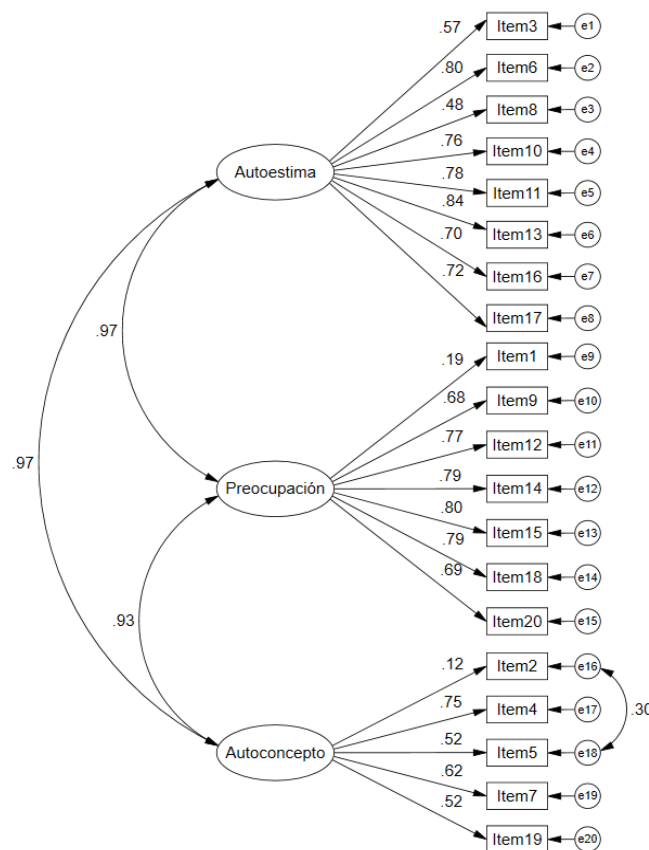 .57 Item3 e1
.80 Item6 e2
.48 Item8 e3
.76 Item10 e4
Autoestima
.78 Item11 e5
.84 Item13 e6
.70 Item16 e7
.72 Item17 e8
.97
.19 Item1 e9
.68 Item9 e10
.77 Item12 e11
.97
Preocupación
.79 Item14 e12
.80 Item15 e13
.79 Item18 e14
.69 Item20 e15
.93
.12 Item2 e16
.75 Item4 e17
.30
Autoconcepto
.52 Item5 e18
.62 Item7 e19
.52 Item19 e20